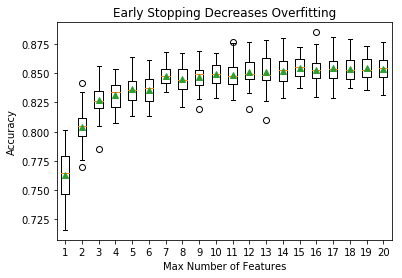 Early Stopping Decreases Overfitting
0.875
0.850
0.825
0.800
0.775
0.750
0.725
Accuracy
1 2 3 4 5 6 7 8 9 10 11 12 13 14 15 16 17 18 19 20
Max Number of Features